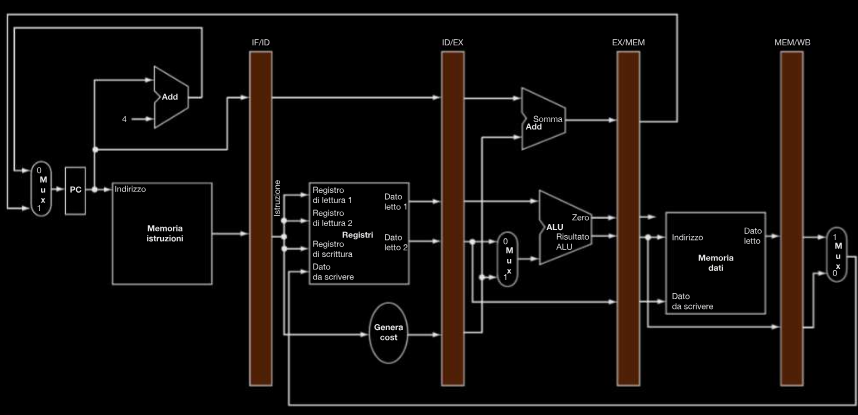 IF/ID
ID/EX
EX/MEM
MEM/WB
Add
4
Somma
Add
0
M
u
x
1
PC
Indirizzo
Memoria
istruzioni
Istruzione
Registro
di lettura 1
Registro
di lettura 2
Registri
Registro
di scrittura
Dato
da scrivere
Dato
letto 1
Dato
letto 2
Genera
cost
0
M
u
x
1
Zero
ALU
Risultato
ALU
Indirizzo
Dato
letto
Memoria
dati
Dato
da scrivere
1
M
u
x
0